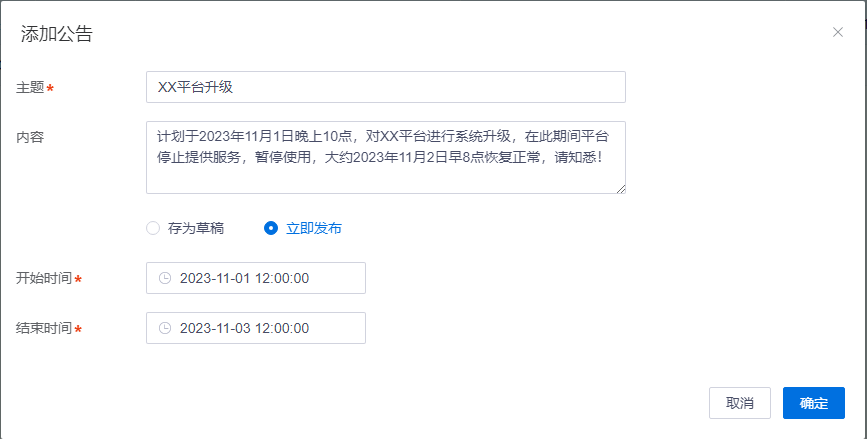 添加公告
主题*
XX平台升级
内容
计划于2023年11月1日晚上10点，对XX平台进行系统升级，在此期间平台
停止提供服务，暂停使用，大约2023年11月2日早8点恢复正常，请知悉！
存为草稿 立即发布
开始时间*
2023-11-01 12:00:00
结束时间*
2023-11-03 12:00:00
取消 确定